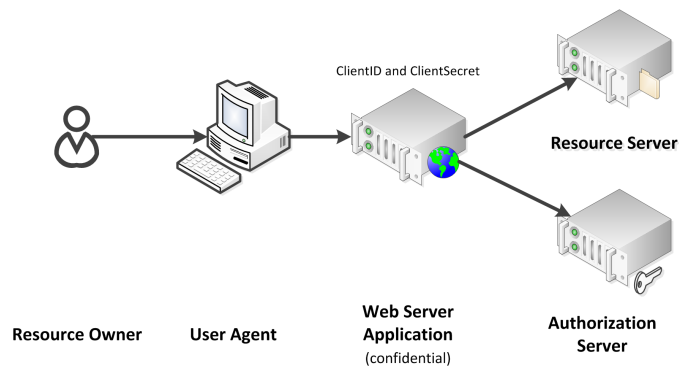 ClientID and ClientSecret
Resource Server
Resource Owner
User Agent
Web Server
Application
(confidential)
Authorization
Server